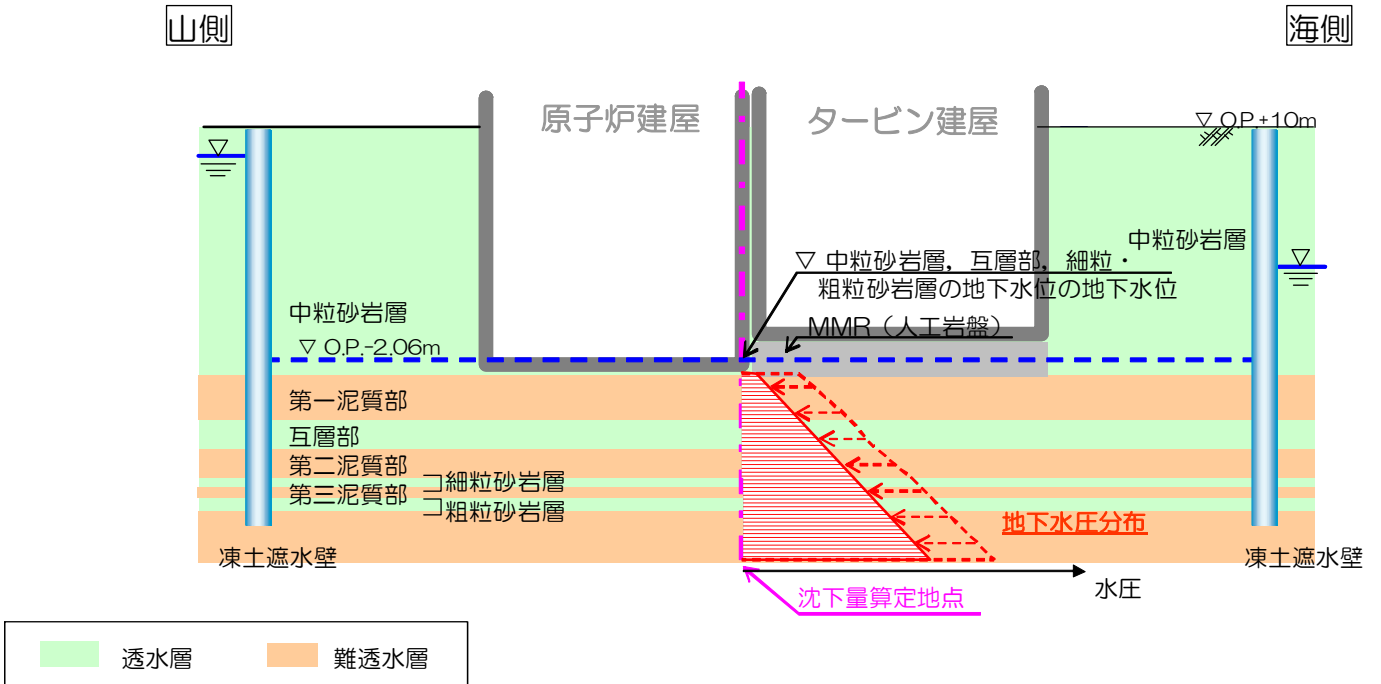 山側
海側
原子炉建屋
タービン建屋
▽ O.P.+10m
中粒砂岩層
▽ 中粒砂岩層，互層部，細粒・
粗粒砂岩層の地下水位の地下水位
MMR（人工岩盤）
中粒砂岩層
▽ O.P.-2.06m
第一泥質部
互層部
第二泥質部
細粒砂岩層
第三泥質部
粗粒砂岩層
地下水圧分布
凍土遮水壁
凍土遮水壁
水圧
沈下量算定地点
透水層
難透水層